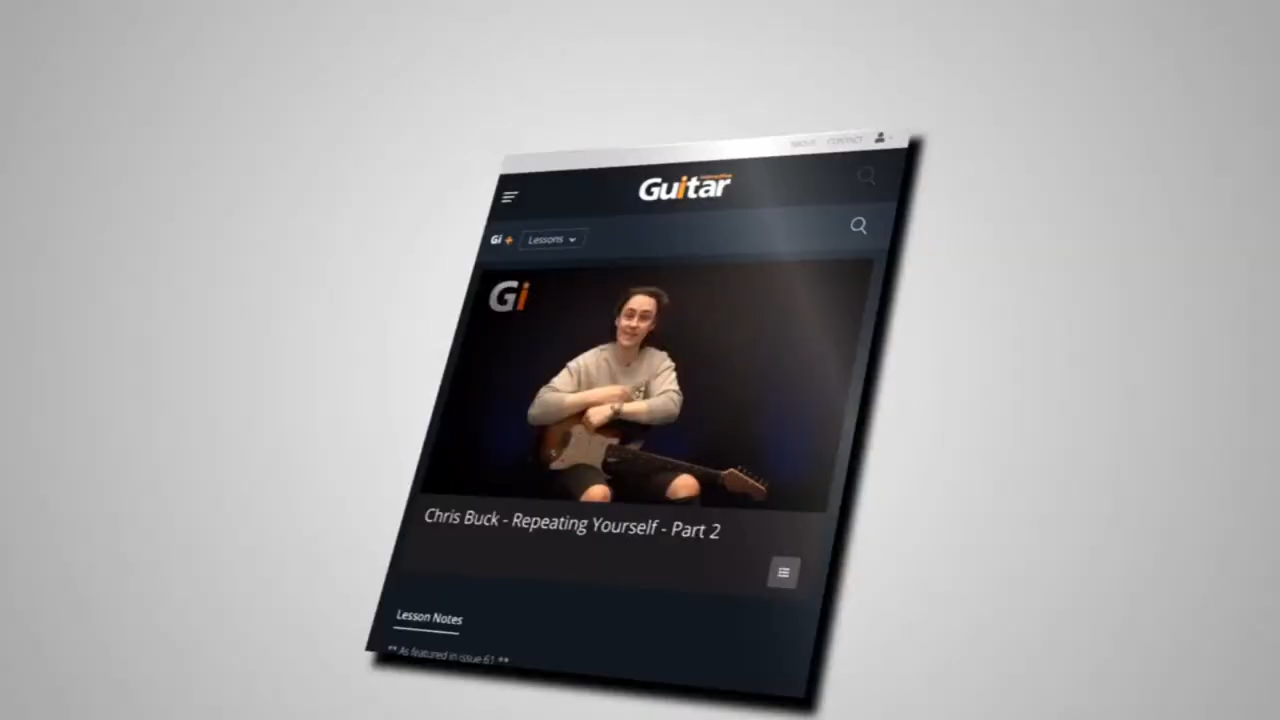 ABOUT CONTACT
Guitar
Gi + Lessons
Gi
Chris Buck - Repeating Yourself - Part 2
Lesson Notes
** As featured in issue 61 **